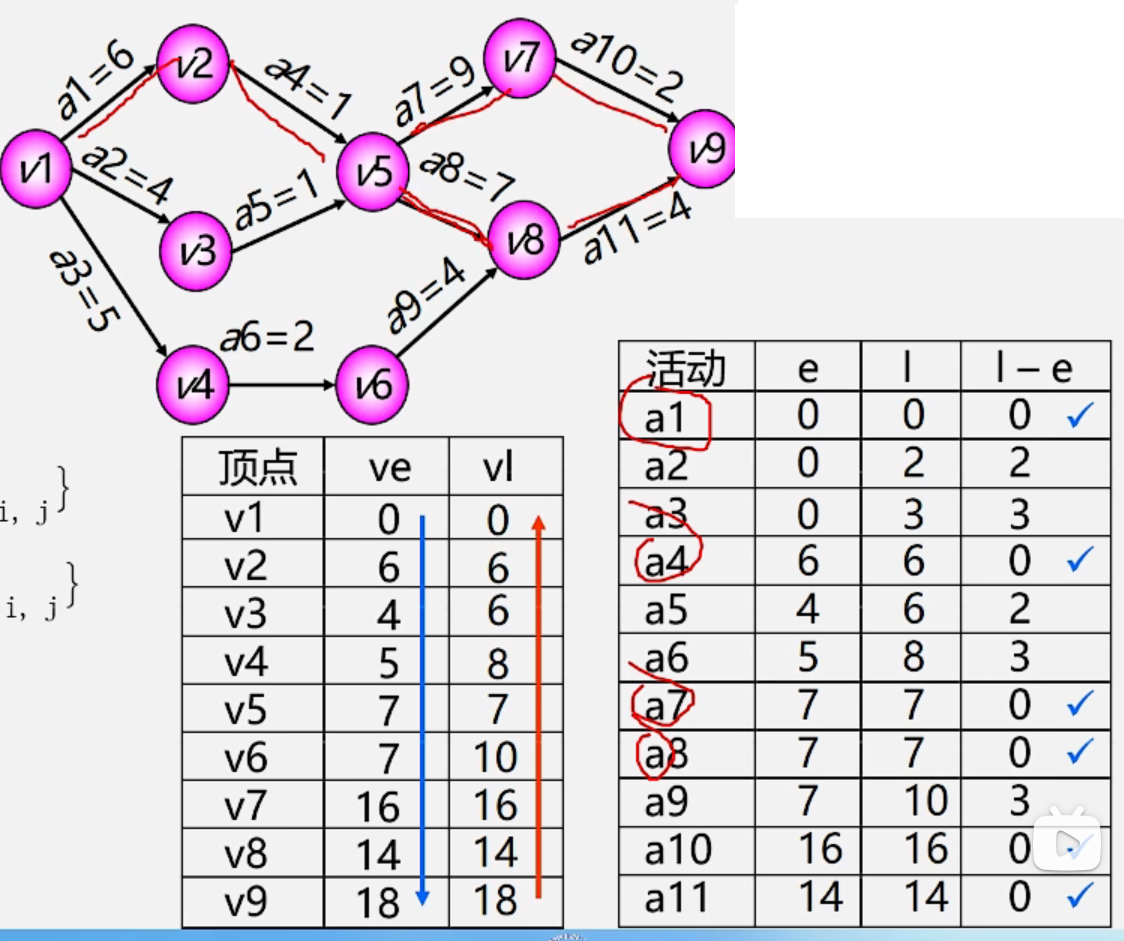 v1
v2
v3
v4
v5
v6
v7
v8
v9
a1=6
a2=4
a3=5
a4=1
a5=1
a6=2
a7=9
a8=7
a9=4
a10=2
a11=4
i, j}
i, j}
顶点 ve vl
v1 0 0
v2 6 6
v3 4 6
v4 5 8
v5 7 7
v6 7 10
v7 16 16
v8 14 14
v9 18 18
活动 e l l – e
a1 0 0 0 ✓
a2 0 2 2
a3 0 3 3
a4 6 6 0 ✓
a5 4 6 2
a6 5 8 3
a7 7 7 0 ✓
a8 7 7 0 ✓
a9 7 10 3
a10 16 16 0 ✓
a11 14 14 0 ✓